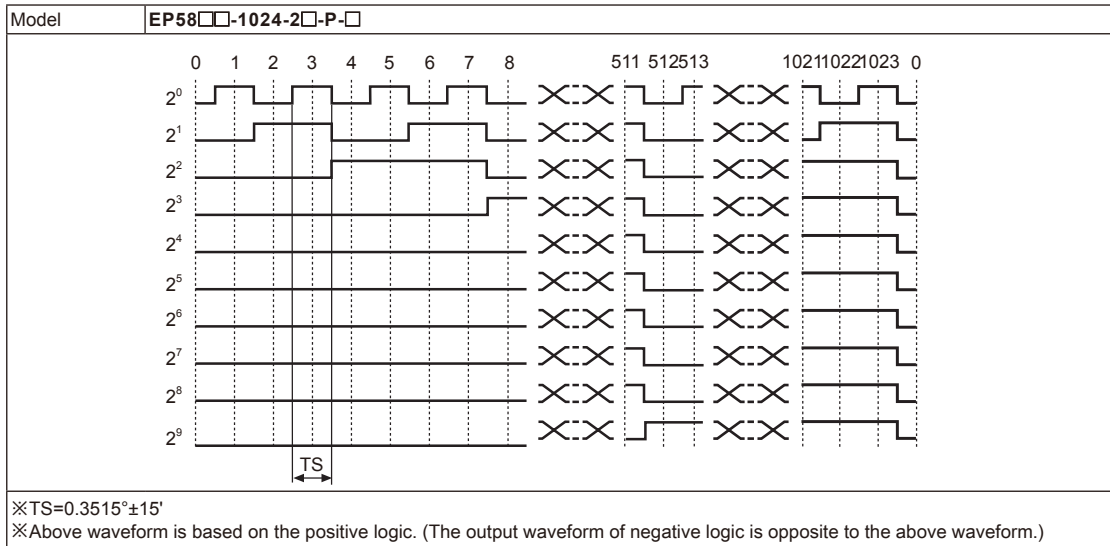 Model EP58□□-1024-2□-P-□
0 1 2 3 4 5 6 7 8 511 512 513 1021 1022 1023 0
2⁰
2¹
2²
2³
2⁴
2⁵
2⁶
2⁷
2⁸
2⁹
TS
※TS=0.3515°±15'
※Above waveform is based on the positive logic. (The output waveform of negative logic is opposite to the above waveform.)